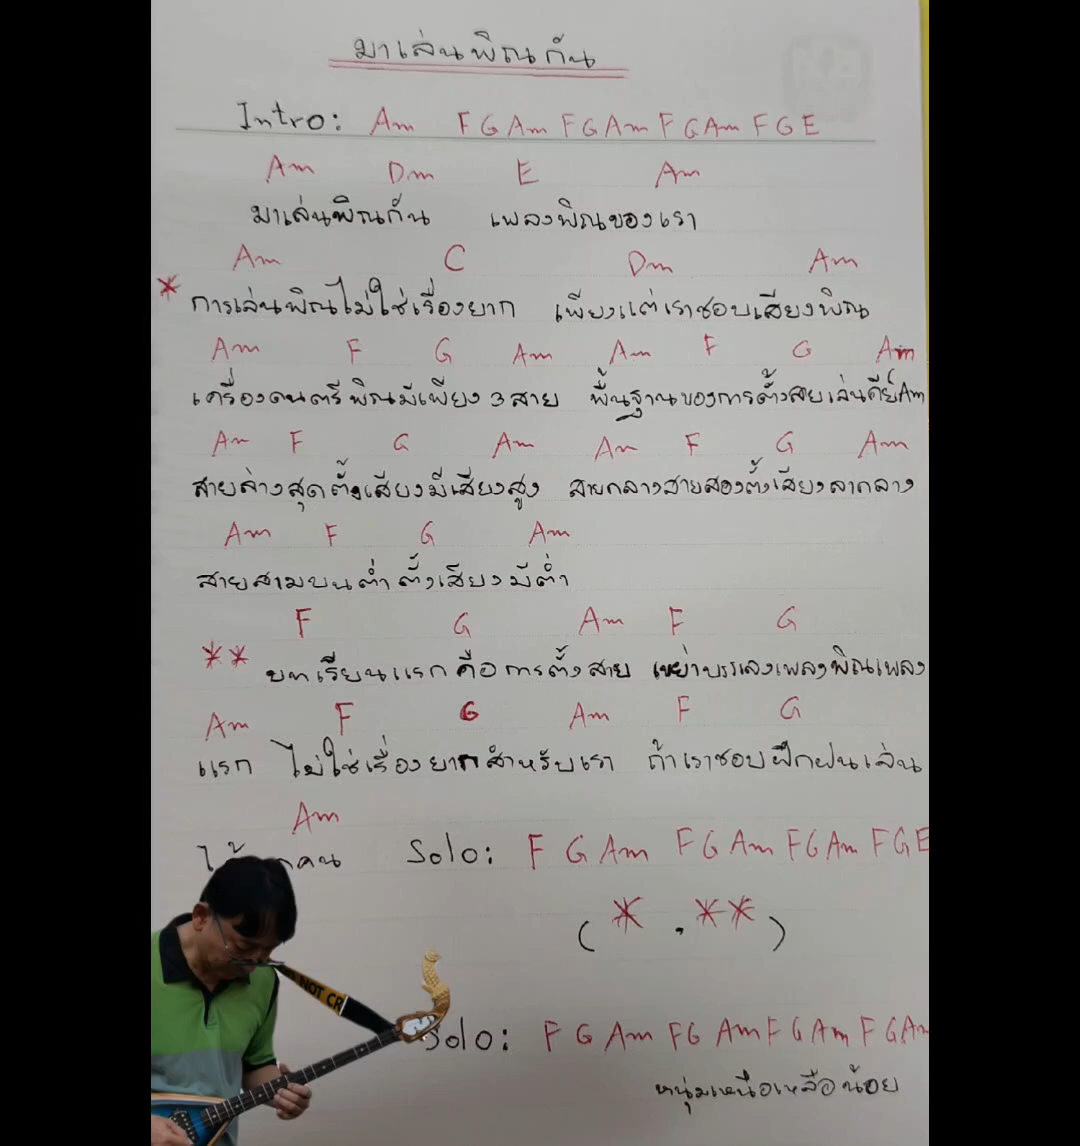 มาเล่นพิณกัน
Intro: Am F G Am F G Am F G Am F G E
Am Dm E Am
มาเล่นพิณกัน เพลงพิณของเรา
Am C Dm Am
* การเล่นพิณไม่ใช่เรื่องยาก เพียงแต่เราชอบเสียงพิณ
Am F G Am Am F G Am
เครื่องดนตรีพิณมีเพียง 3 สาย พื้นฐานของการตั้งสายเล่นคีย์Am
Am F G Am Am F G Am
สายล่างสุดตั้งเสียงมีเสียงสูง สายกลางสายสองตั้งเสียงลากลาง
Am F G Am
สายสามบนต่ำ ตั้งเสียงมีต่ำ
F G Am F G
** บทเรียนแรกคือการตั้งสาย เหย่าบรรเลงเพลงพิณเพลง
Am F G Am F G
แรก ไม่ใช่เรื่องยากสำหรับเรา ถ้าเราชอบฝึกฝนเล่น
Am
คน Solo: F G Am F G Am F G Am F G E
( * , ** )
Solo: F G Am F G Am F G Am F G Am
หนุ่มเหนือเหลือน้อย
NOT CR